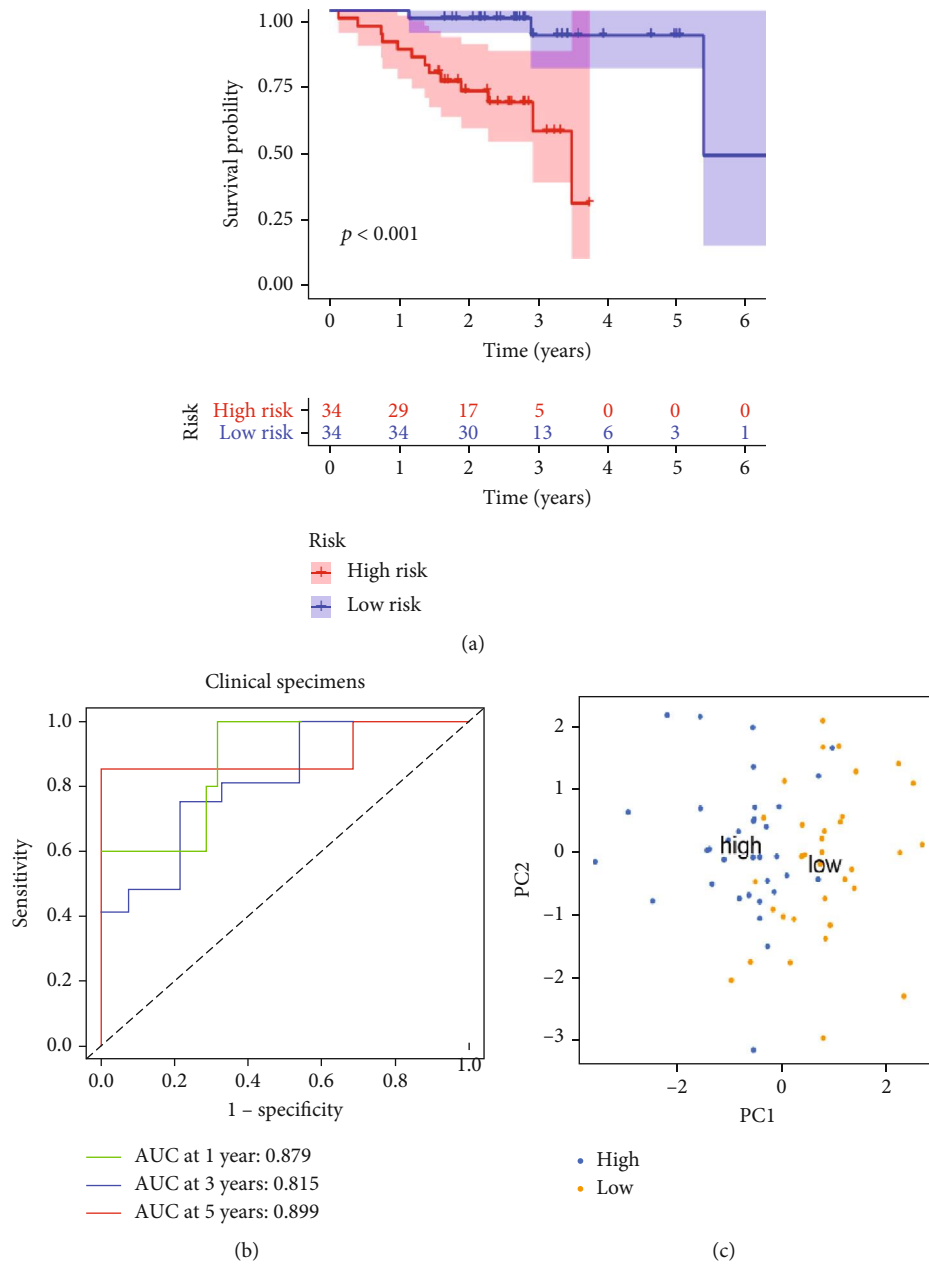 1.00
0.75
0.50
0.25
0.00
Survival probility
p < 0.001
0 1 2 3 4 5 6
Time (years)
Risk
High risk 34 29 17 5 0 0 0
Low risk 34 34 30 13 6 3 1
0 1 2 3 4 5 6
Time (years)
Risk
High risk
Low risk
(a)
Clinical specimens
1.0
0.8
0.6
0.4
0.2
0.0
Sensitivity
0.0 0.2 0.4 0.6 0.8 1.0
1 – specificity
AUC at 1 year: 0.879
AUC at 3 years: 0.815
AUC at 5 years: 0.899
(b)
2
1
0
–1
–2
–3
PC2
high
low
–2 0 2
PC1
High
Low
(c)